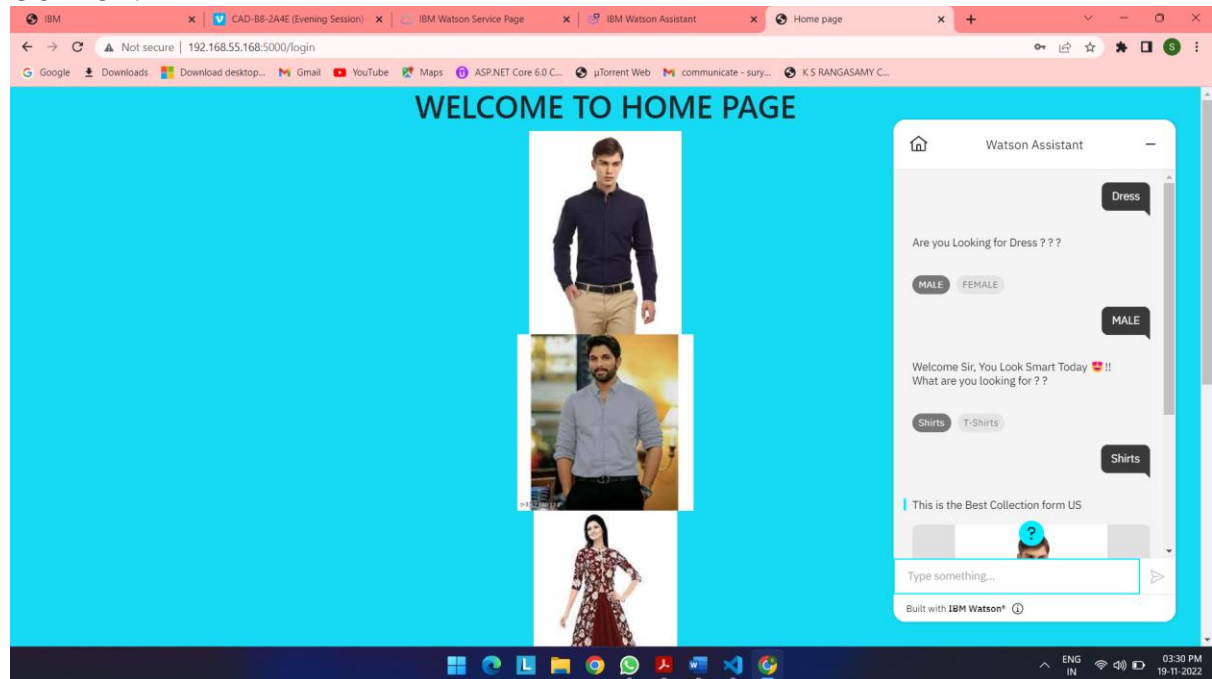 IBM
CAD-BB-2A4E (Evening Session)
IBM Watson Service Page
IBM Watson Assistant
Home page
Not secure | 192.168.55.168:5000/login
Google
Downloads
Download desktop...
Gmail
YouTube
Maps
ASP.NET Core 6.0 C...
µTorrent Web
communicate - sury...
K S RANGASAMY C...
S
WELCOME TO HOME PAGE
Watson Assistant
Dress
Are you Looking for Dress ? ? ?
MALE FEMALE
MALE
Welcome Sir, You Look Smart Today 😍 !!
What are you looking for ? ?
Shirts T-Shirts
Shirts
This is the Best Collection form US
?
Type something...
Built with IBM Watson®
L
ENG
IN
03:30 PM
19-11-2022